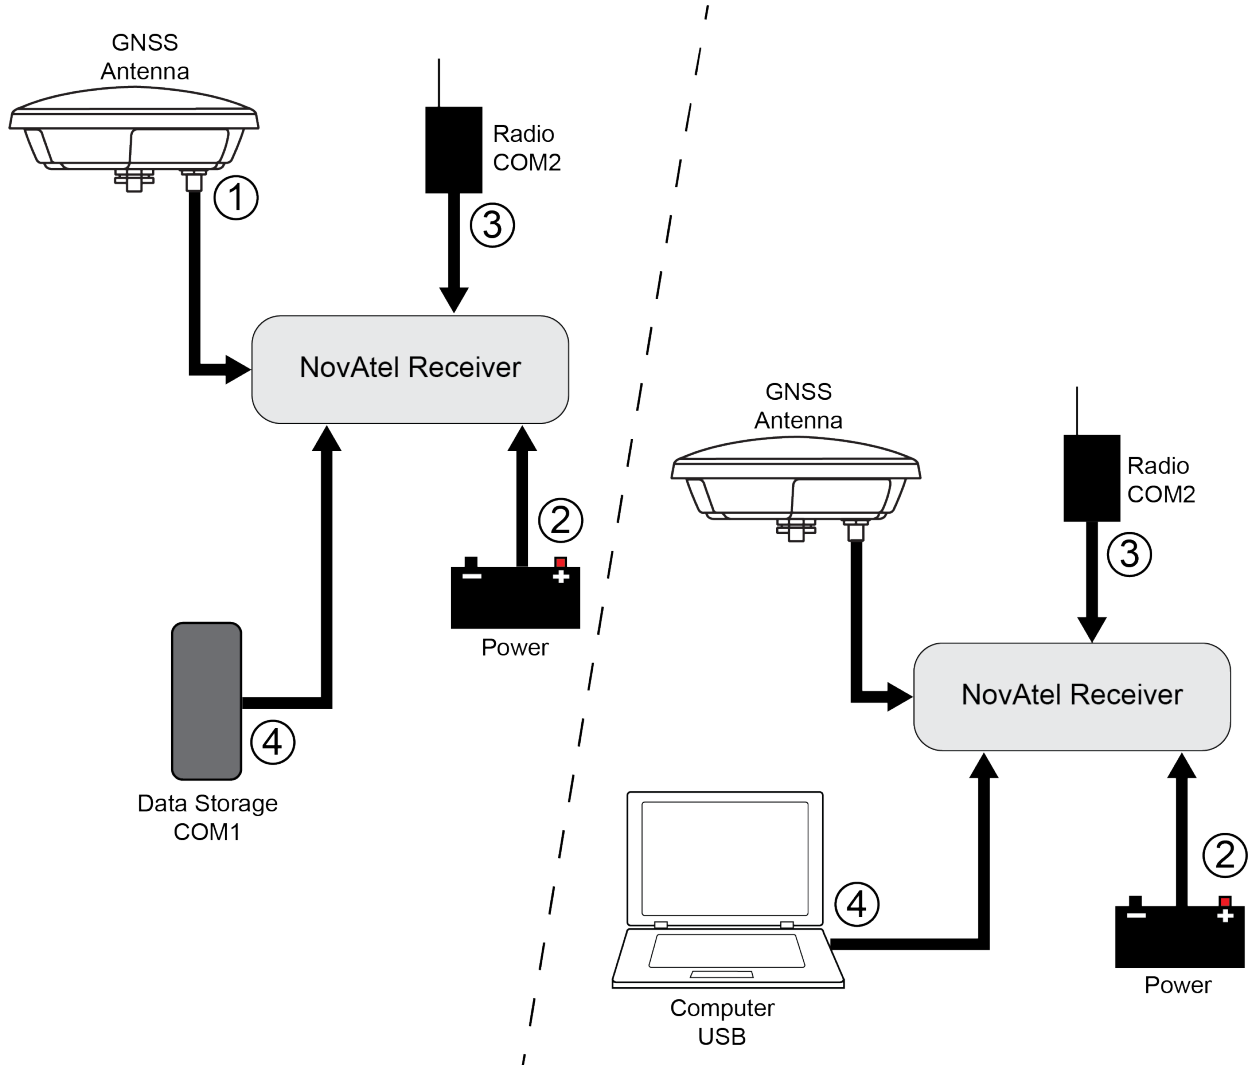 GNSS
Antenna
Radio
COM2
1
3
NovAtel Receiver
2
Power
4
Data Storage
COM1
GNSS
Antenna
Radio
COM2
3
NovAtel Receiver
2
4
Power
Computer
USB